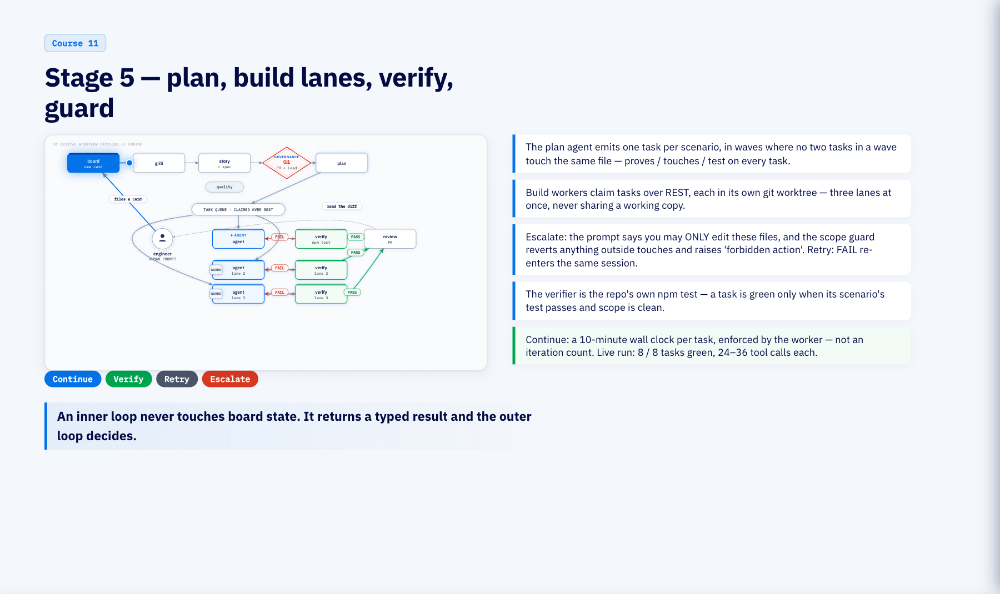 Course 11
Stage 5 — plan, build lanes, verify,
guard
SC DIGITAL WORKFLOW PIPELINE // ENGINE
board
new card
grill
story
+ spec
GOVERNANCE
G1
PO + Lead
plan
quality
files a card
TASK QUEUE · CLAIMED OVER REST
read the diff
engineer
HUMAN PROMPT
AGENT
agent
FAIL
verify
npm test
PASS
review
PR
PASS
GUARD
agent
lane 2
FAIL
verify
lane 2
GUARD
agent
lane 3
FAIL
verify
lane 3
PASS
The plan agent emits one task per scenario, in waves where no two tasks in a wave
touch the same file — proves / touches / test on every task.
Build workers claim tasks over REST, each in its own git worktree — three lanes at
once, never sharing a working copy.
Escalate: the prompt says you may ONLY edit these files, and the scope guard
reverts anything outside touches and raises 'forbidden action'. Retry: FAIL re-
enters the same session.
The verifier is the repo's own npm test — a task is green only when its scenario's
test passes and scope is clean.
Continue: a 10-minute wall clock per task, enforced by the worker — not an
iteration count. Live run: 8 / 8 tasks green, 24–36 tool calls each.
Continue
Verify
Retry
Escalate
An inner loop never touches board state. It returns a typed result and the outer
loop decides.